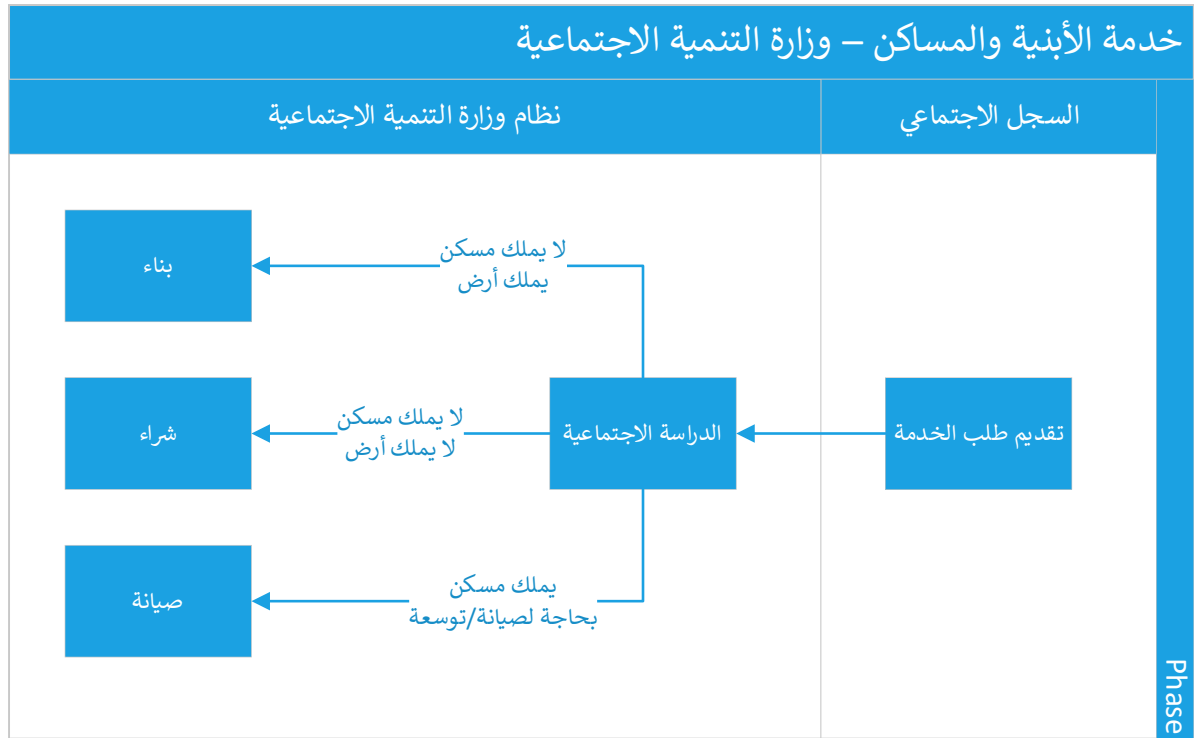 خدمة الأبنية والمساكن – وزارة التنمية الاجتماعية
السجل الاجتماعي
نظام وزارة التنمية الاجتماعية
لا يملك مسكن
يملك أرض
بناء
تقديم طلب الخدمة
الدراسة الاجتماعية
لا يملك مسكن
لا يملك أرض
شراء
يملك مسكن
بحاجة لصيانة/توسعة
صيانة
Phase